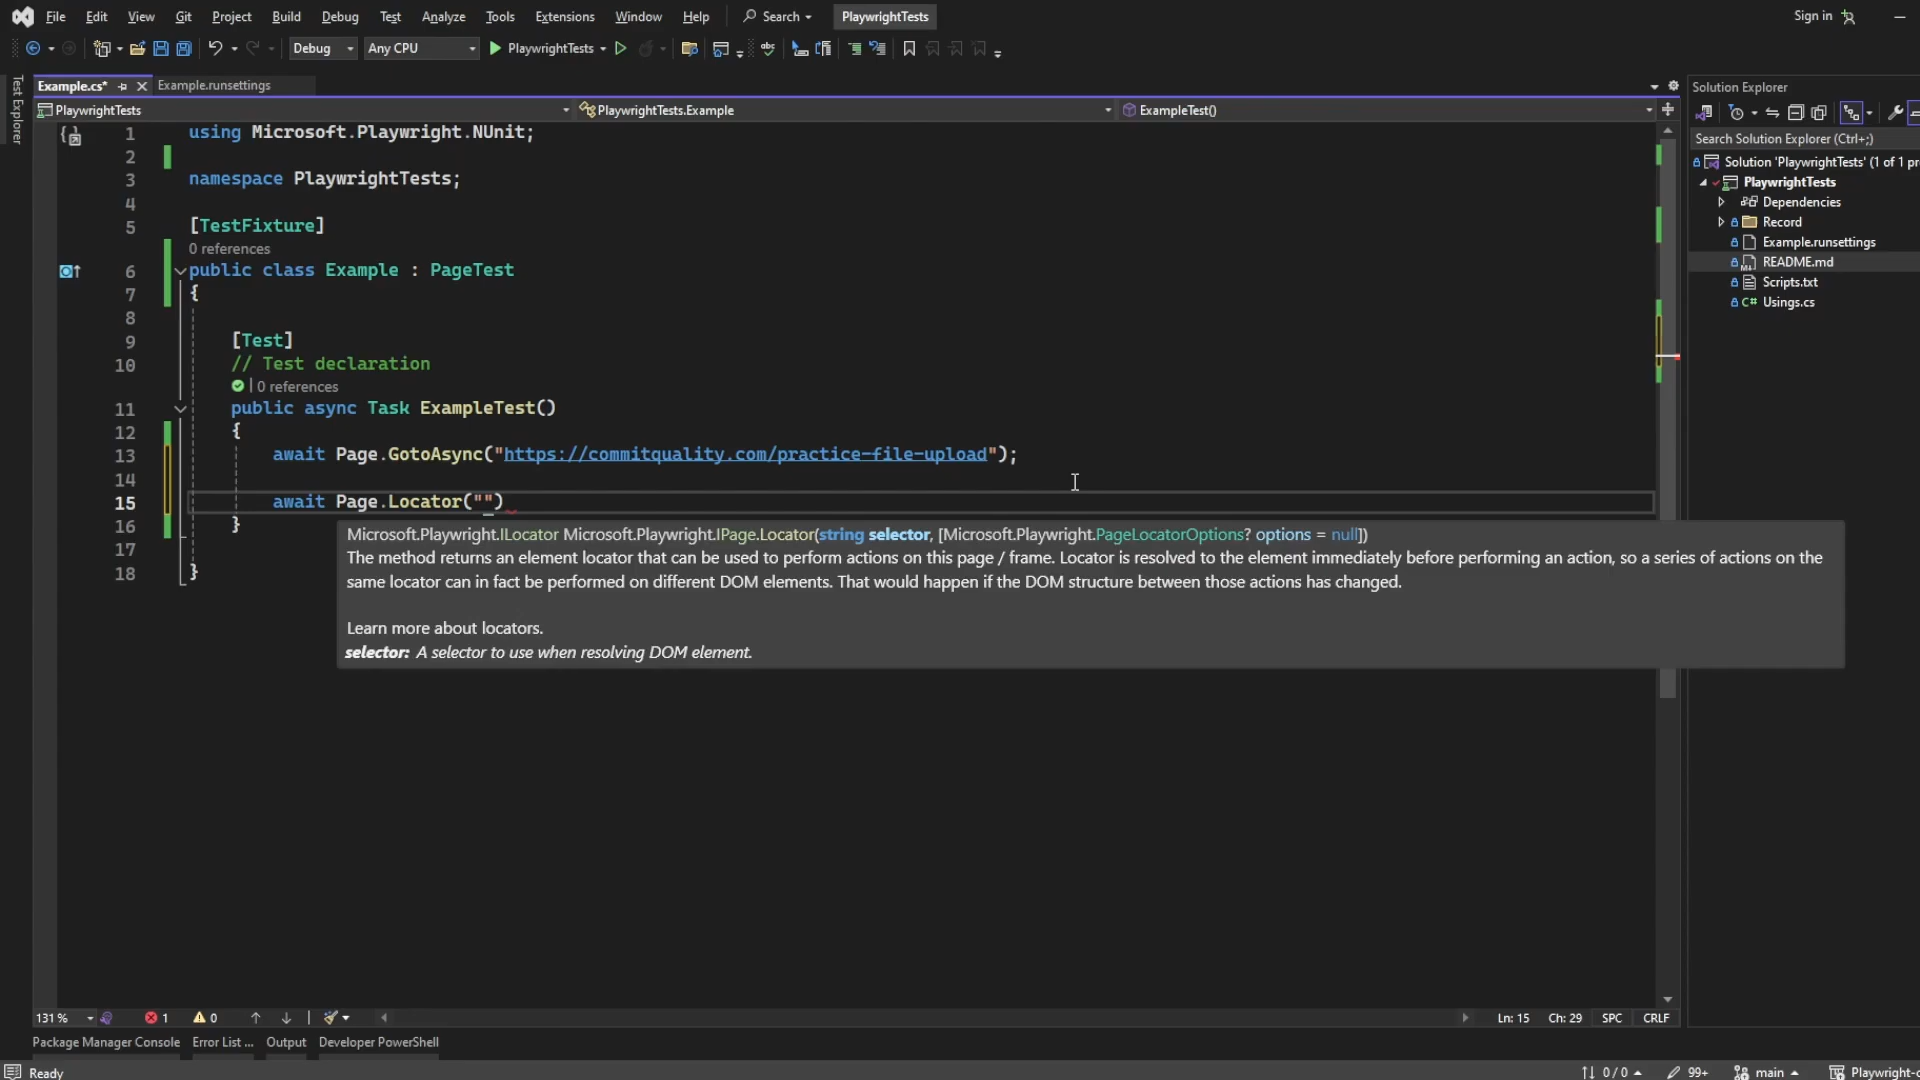 File Edit View Git Project Build Debug Test Analyze Tools Extensions Window Help Search PlaywrightTests Sign in
Debug Any CPU PlaywrightTests
Test Explorer
Example.cs* Example.runsettings
PlaywrightTests PlaywrightTests.Example ExampleTest()
1 using Microsoft.Playwright.NUnit;
2
3 namespace PlaywrightTests;
4
5 [TestFixture]
0 references
6 public class Example : PageTest
7 {
8
9 [Test]
10 // Test declaration
0 references
11 public async Task ExampleTest()
12 {
13 await Page.GotoAsync("https://commitquality.com/practice-file-upload");
14
15 await Page.Locator("")
16 }
17
18 }
Microsoft.Playwright.ILocator Microsoft.Playwright.IPage.Locator(string selector, [Microsoft.Playwright.PageLocatorOptions? options = null])
The method returns an element locator that can be used to perform actions on this page / frame. Locator is resolved to the element immediately before performing an action, so a series of actions on the
same locator can in fact be performed on different DOM elements. That would happen if the DOM structure between those actions has changed.
Learn more about locators.
selector: A selector to use when resolving DOM element.
Solution Explorer
Search Solution Explorer (Ctrl+;)
Solution 'PlaywrightTests' (1 of 1 pr
PlaywrightTests
Dependencies
Record
Example.runsettings
README.md
Scripts.txt
C# Usings.cs
131 % 1 0 Ln: 15 Ch: 29 SPC CRLF
Package Manager Console Error List ... Output Developer PowerShell
Ready 0 / 0 99+ main Playwright-c